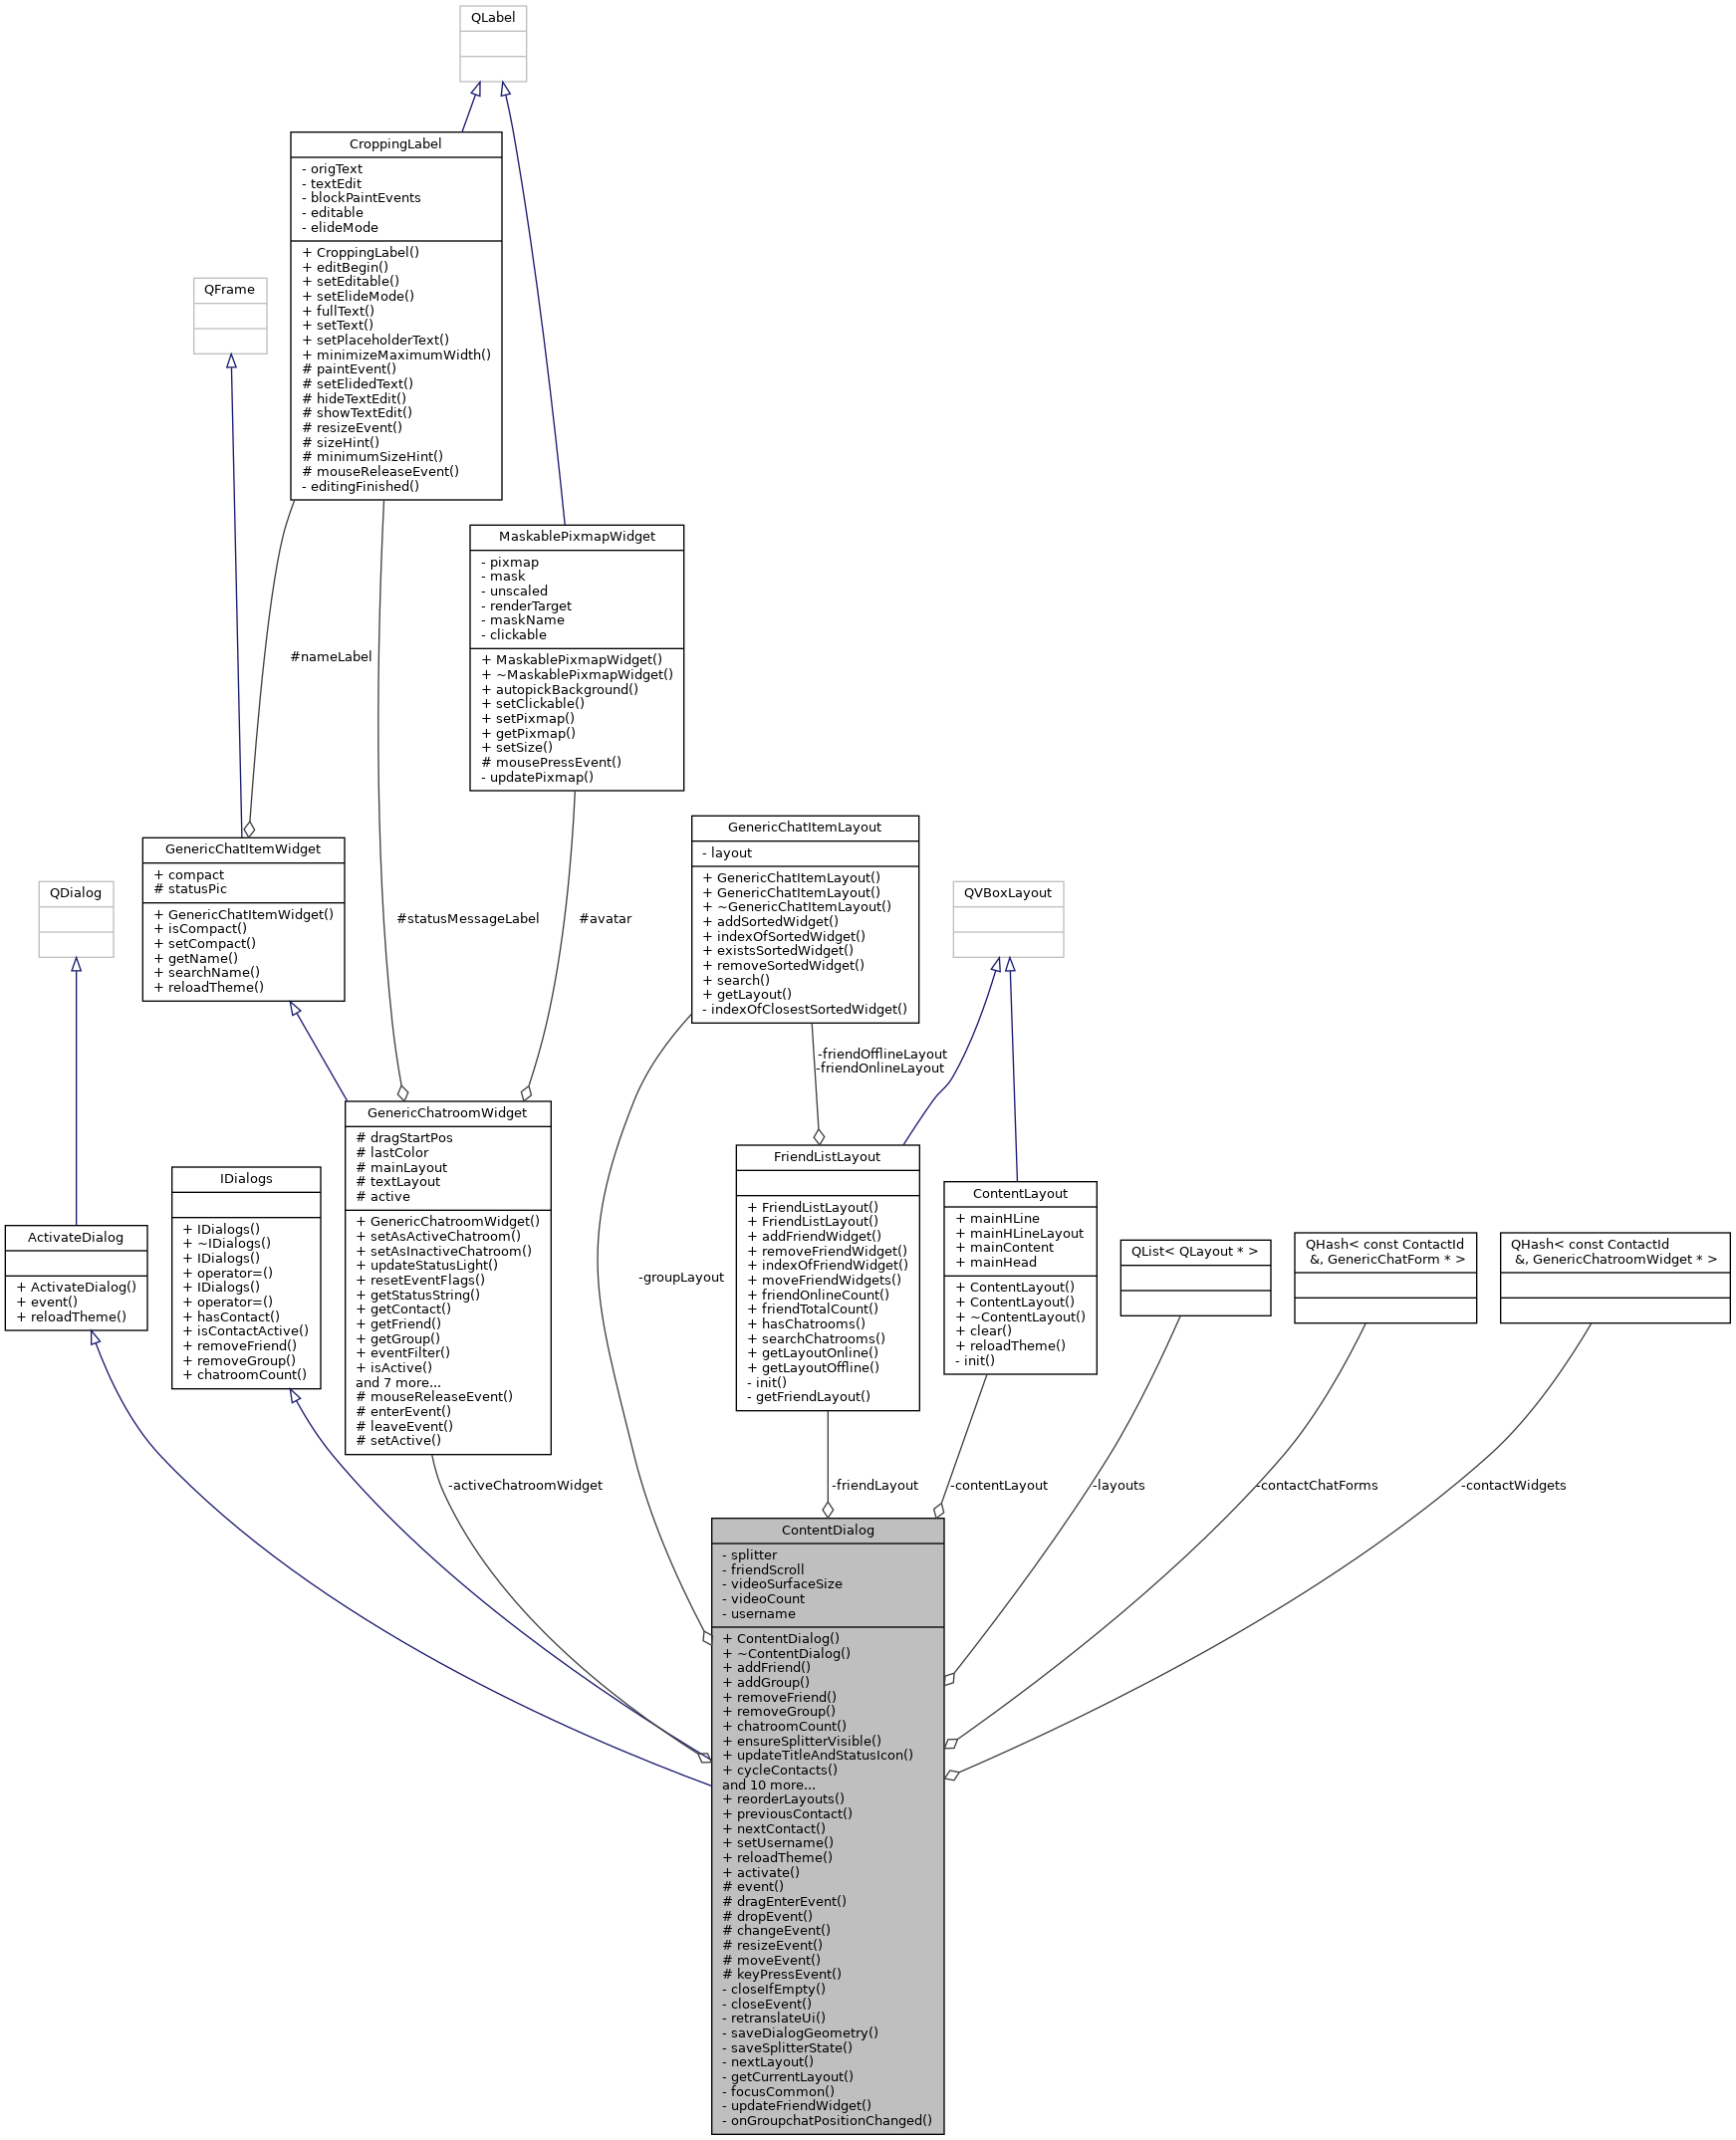 QLabel
CroppingLabel
- origText
- textEdit
- blockPaintEvents
- editable
- elideMode
+ CroppingLabel()
+ editBegin()
+ setEditable()
+ setElideMode()
+ fullText()
+ setText()
+ setPlaceholderText()
+ minimizeMaximumWidth()
# paintEvent()
# setElidedText()
# hideTextEdit()
# showTextEdit()
# resizeEvent()
# sizeHint()
# minimumSizeHint()
# mouseReleaseEvent()
- editingFinished()
QFrame
MaskablePixmapWidget
- pixmap
- mask
- unscaled
- renderTarget
- maskName
- clickable
+ MaskablePixmapWidget()
+ ~MaskablePixmapWidget()
+ autopickBackground()
+ setClickable()
+ setPixmap()
+ getPixmap()
+ setSize()
# mousePressEvent()
- updatePixmap()
#nameLabel
GenericChatItemWidget
+ compact
# statusPic
+ GenericChatItemWidget()
+ isCompact()
+ setCompact()
+ getName()
+ searchName()
+ reloadTheme()
#statusMessageLabel
#avatar
GenericChatItemLayout
- layout
+ GenericChatItemLayout()
+ GenericChatItemLayout()
+ ~GenericChatItemLayout()
+ addSortedWidget()
+ indexOfSortedWidget()
+ existsSortedWidget()
+ removeSortedWidget()
+ search()
+ getLayout()
- indexOfClosestSortedWidget()
QDialog
QVBoxLayout
-friendOfflineLayout
-friendOnlineLayout
GenericChatroomWidget
# dragStartPos
# lastColor
# mainLayout
# textLayout
# active
+ GenericChatroomWidget()
+ setAsActiveChatroom()
+ setAsInactiveChatroom()
+ updateStatusLight()
+ resetEventFlags()
+ getStatusString()
+ getContact()
+ getFriend()
+ getGroup()
+ eventFilter()
+ isActive()
and 7 more...
# mouseReleaseEvent()
# enterEvent()
# leaveEvent()
# setActive()
IDialogs
+ IDialogs()
+ ~IDialogs()
+ IDialogs()
+ operator=()
+ IDialogs()
+ operator=()
+ hasContact()
+ isContactActive()
+ removeFriend()
+ removeGroup()
+ chatroomCount()
ActivateDialog
+ ActivateDialog()
+ event()
+ reloadTheme()
-groupLayout
FriendListLayout
+ FriendListLayout()
+ FriendListLayout()
+ addFriendWidget()
+ removeFriendWidget()
+ indexOfFriendWidget()
+ moveFriendWidgets()
+ friendOnlineCount()
+ friendTotalCount()
+ hasChatrooms()
+ searchChatrooms()
+ getLayoutOnline()
+ getLayoutOffline()
- init()
- getFriendLayout()
ContentLayout
+ mainHLine
+ mainHLineLayout
+ mainContent
+ mainHead
+ ContentLayout()
+ ContentLayout()
+ ~ContentLayout()
+ clear()
+ reloadTheme()
- init()
QList< QLayout * >
QHash< const ContactId
&, GenericChatForm * >
QHash< const ContactId
&, GenericChatroomWidget * >
-activeChatroomWidget
-friendLayout
-contentLayout
-layouts
-contactChatForms
-contactWidgets
ContentDialog
- splitter
- friendScroll
- videoSurfaceSize
- videoCount
- username
+ ContentDialog()
+ ~ContentDialog()
+ addFriend()
+ addGroup()
+ removeFriend()
+ removeGroup()
+ chatroomCount()
+ ensureSplitterVisible()
+ updateTitleAndStatusIcon()
+ cycleContacts()
and 10 more...
+ reorderLayouts()
+ previousContact()
+ nextContact()
+ setUsername()
+ reloadTheme()
+ activate()
# event()
# dragEnterEvent()
# dropEvent()
# changeEvent()
# resizeEvent()
# moveEvent()
# keyPressEvent()
- closeIfEmpty()
- closeEvent()
- retranslateUi()
- saveDialogGeometry()
- saveSplitterState()
- nextLayout()
- getCurrentLayout()
- focusCommon()
- updateFriendWidget()
- onGroupchatPositionChanged()